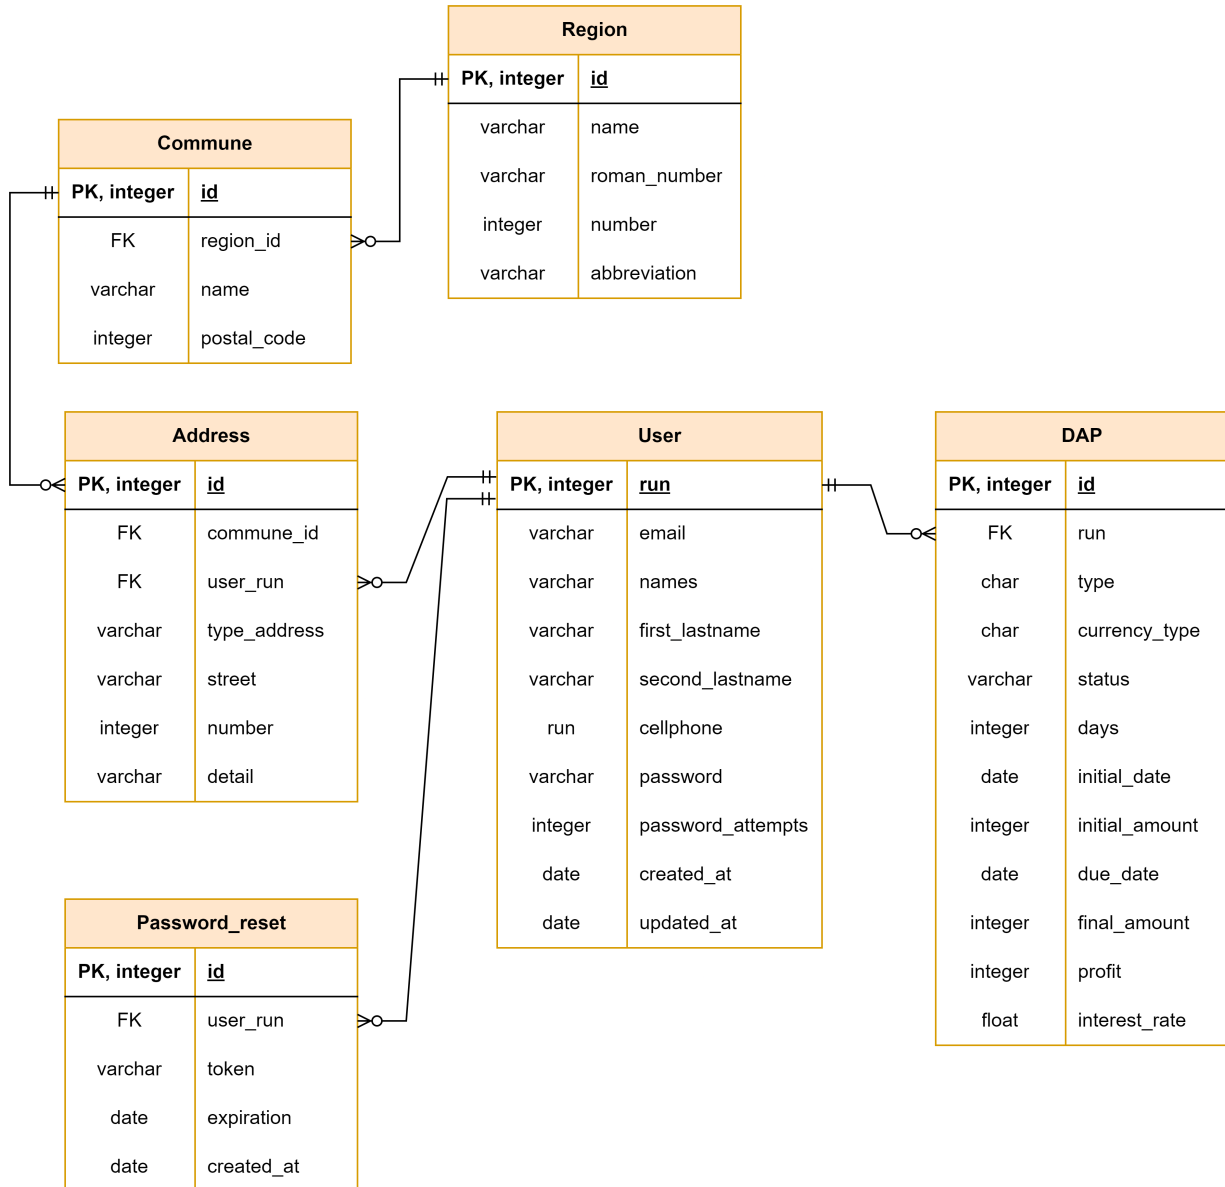 Region
PK, integer id
varchar name
varchar roman_number
integer number
varchar abbreviation
Commune
PK, integer id
FK region_id
varchar name
integer postal_code
Address
PK, integer id
FK commune_id
FK user_run
varchar type_address
varchar street
integer number
varchar detail
User
PK, integer run
varchar email
varchar names
varchar first_lastname
varchar second_lastname
run cellphone
varchar password
integer password_attempts
date created_at
date updated_at
DAP
PK, integer id
FK run
char type
char currency_type
varchar status
integer days
date initial_date
integer initial_amount
date due_date
integer final_amount
integer profit
float interest_rate
Password_reset
PK, integer id
FK user_run
varchar token
date expiration
date created_at